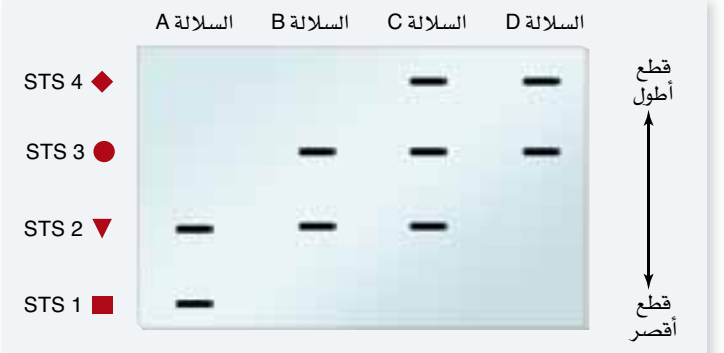 السلالة A السلالة B السلالة C السلالة D
STS 4
STS 3
STS 2
STS 1
قطع
أطول
قطع
أقصر